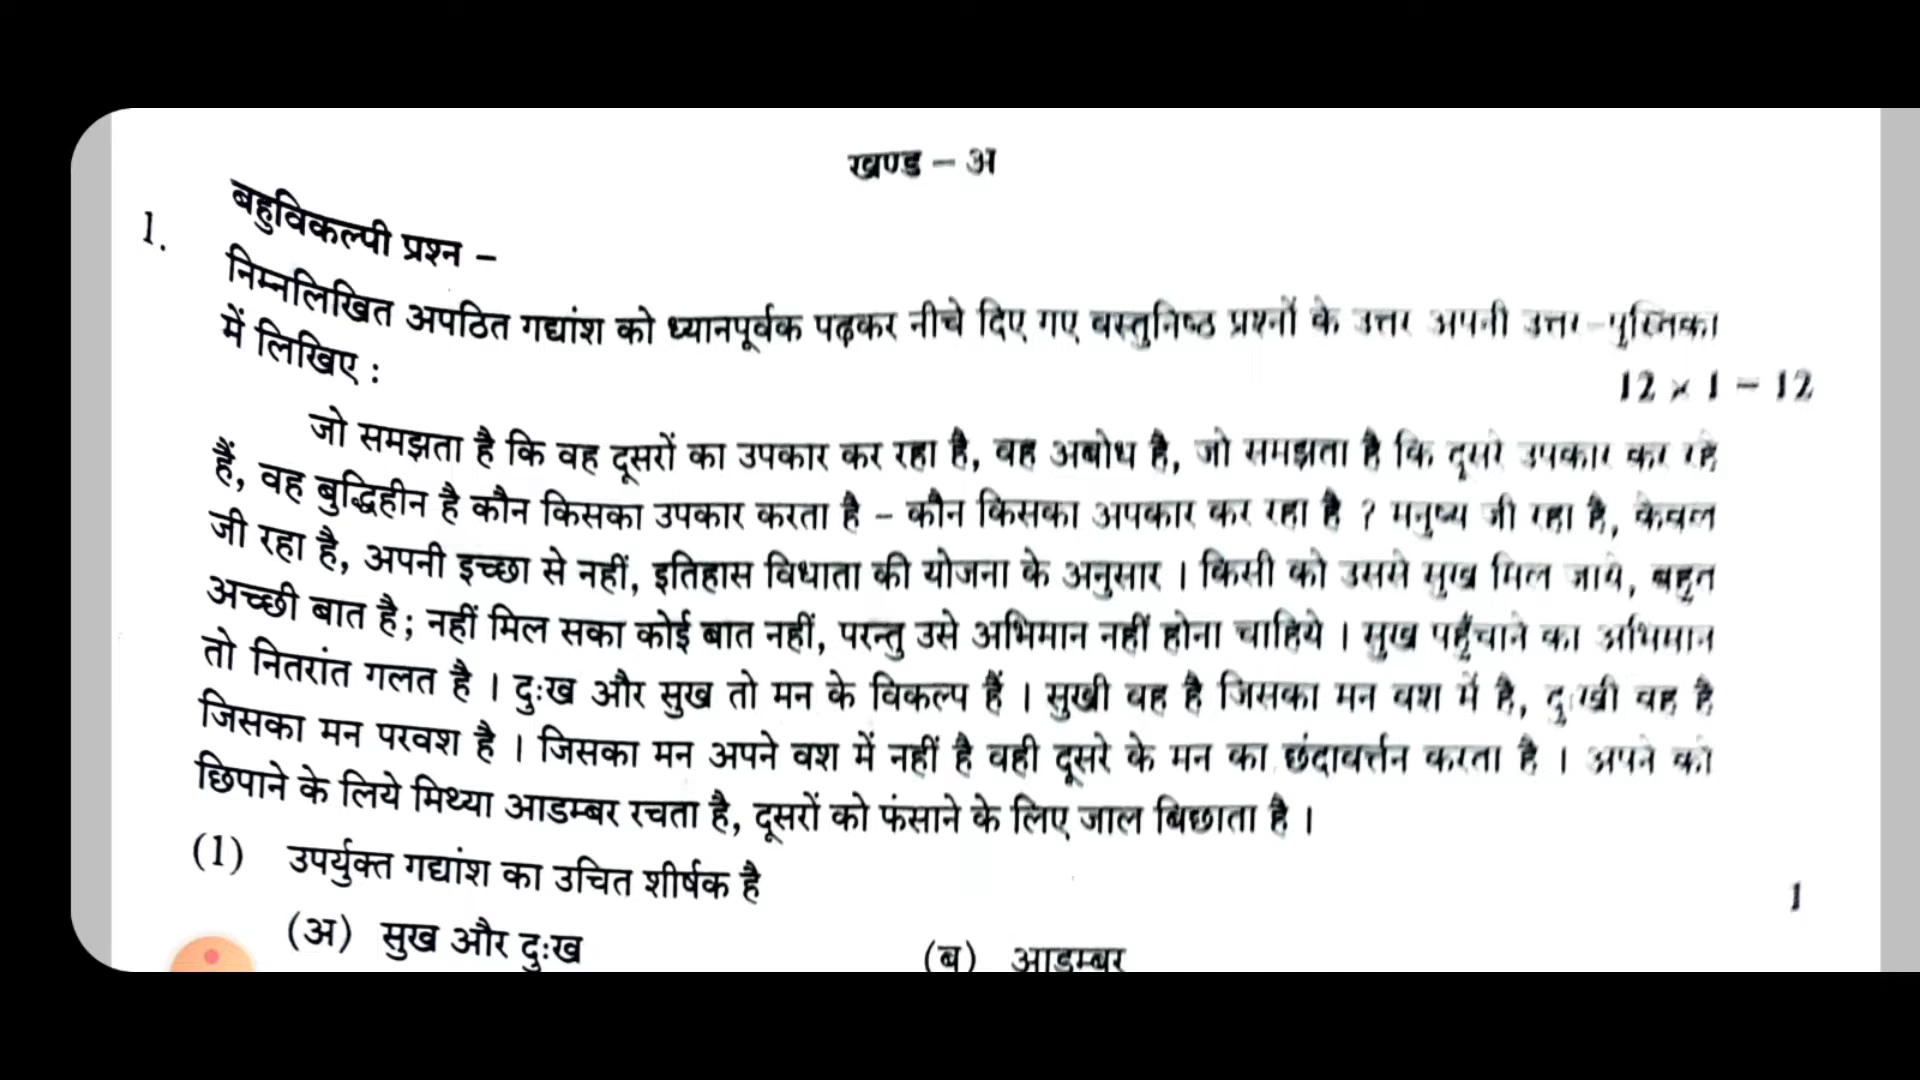 खण्ड – अ
1. बहुविकल्पी प्रश्न –
निम्नलिखित अपठित गद्यांश को ध्यानपूर्वक पढ़कर नीचे दिए गए वस्तुनिष्ठ प्रश्नों के उत्तर अपनी उत्तर-पुस्तिका
में लिखिए :
12 × 1 – 12
जो समझता है कि वह दूसरों का उपकार कर रहा है, वह अबोध है, जो समझता है कि दूसरे उपकार कर रहे
हैं, वह बुद्धिहीन है कौन किसका उपकार करता है – कौन किसका अपकार कर रहा है ? मनुष्य जी रहा है, केवल
जी रहा है, अपनी इच्छा से नहीं, इतिहास विधाता की योजना के अनुसार । किसी को उससे सुख मिल जाये, बहुत
अच्छी बात है; नहीं मिल सका कोई बात नहीं, परन्तु उसे अभिमान नहीं होना चाहिये । सुख पहुँचाने का अभिमान
तो नितरांत गलत है । दुःख और सुख तो मन के विकल्प हैं । सुखी वह है जिसका मन वश में है, दुःखी वह है
जिसका मन परवश है । जिसका मन अपने वश में नहीं है वही दूसरे के मन का छंदावर्त्तन करता है । अपने को
छिपाने के लिये मिथ्या आडम्बर रचता है, दूसरों को फंसाने के लिए जाल बिछाता है ।
(1) उपर्युक्त गद्यांश का उचित शीर्षक है
1
(अ) सुख और दुःख
(ब) आडम्बर